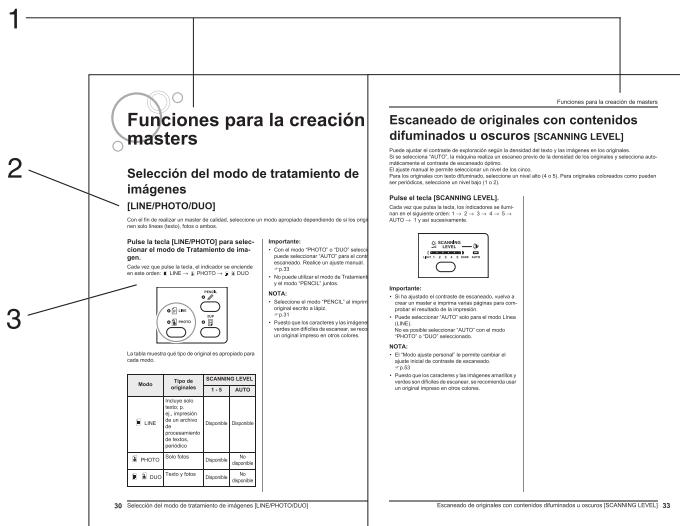 1
2
3
Funciones para la creación
masters
Selección del modo de tratamiento de
imágenes
[LINE/PHOTO/DUO]
Con el fin de realizar un master de calidad, seleccione un modo apropiado dependiendo de si los orig
nen solo líneas (texto), fotos o ambos.
Pulse la tecla [LINE/PHOTO] para selec-
cionar el modo de Tratamiento de ima-
gen.
Cada vez que pulse la tecla, el indicador se enciende
en este orden: LINE → PHOTO → DUO
PENCIL
LINE
DUP
PHOTO
La tabla muestra qué tipo de original es apropiado para
cada modo.
Modo
Tipo de
originales
SCANNING LEVEL
1 - 5
AUTO
LINE
Incluye solo
texto; p.
ej., impresión
de un archivo
de
procesamiento
de textos,
periódico
Disponible
Disponible
PHOTO
Solo fotos
Disponible
No
disponible
DUO
Texto y fotos
Disponible
No
disponible
Importante:
• Con el modo "PHOTO" o "DUO" selecci
puede seleccionar "AUTO" para el cont
escaneado. Realice un ajuste manual.
☞p.33
• No puede utilizar el modo de Tratamient
y el modo "PENCIL" juntos.
NOTA:
• Seleccione el modo "PENCIL" al imprim
original escrito a lápiz.
☞p.31
• Puesto que los caracteres y las imágene
verdes son difíciles de escanear, se reco
un original impreso en otros colores.
30 Selección del modo de tratamiento de imágenes [LINE/PHOTO/DUO]
Funciones para la creación de masters
Escaneado de originales con contenidos
difuminados u oscuros [SCANNING LEVEL]
Puede ajustar el contraste de exploración según la densidad del texto y las imágenes en los originales.
Si se selecciona "AUTO", la máquina realiza un escaneo previo de la densidad de los originales y selecciona auto-
máticamente el contraste de escaneado óptimo.
El ajuste manual le permite seleccionar un nivel de los cinco.
Para los originales con texto difuminado, seleccione un nivel alto (4 o 5). Para originales coloreados como pueden
ser periódicos, seleccione un nivel bajo (1 o 2).
Pulse el tecla [SCANNING LEVEL].
Cada vez que pulsa la tecla, los indicadores se ilumi-
nan en el siguiente orden: 1 → 2 → 3 → 4 → 5 →
AUTO → 1 y así sucesivamente.
SCANNING
LEVEL
LIGHT 1 2 3 4 5 DARK AUTO
Importante:
• Si ha ajustado el contraste de escaneado, vuelva a
crear un master e imprima varias páginas para com-
probar el resultado de la impresión.
• Puede seleccionar "AUTO" solo para el modo Línea
(LINE).
No es posible seleccionar "AUTO" con el modo
"PHOTO" o "DUO" seleccionado.
NOTA:
• El "Modo ajuste personal" le permite cambiar el
ajuste inicial de contraste de escaneado.
☞p.53
• Puesto que los caracteres y las imágenes amarillos y
verdes son difíciles de escanear, se recomienda usar
un original impreso en otros colores.
Escaneado de originales con contenidos difuminados u oscuros [SCANNING LEVEL] 33